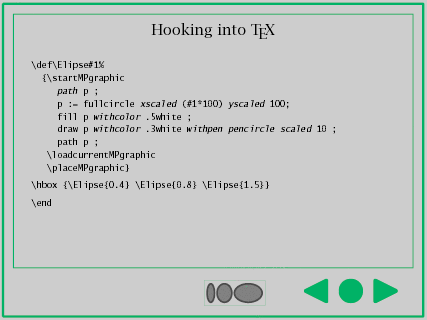 Hooking into TEX
\def\Elipse#1%
{\startMPgraphic
path p ;
p := fullcircle xscaled (#1*100) yscaled 100;
fill p withcolor .5white ;
draw p withcolor .3white withpen pencircle scaled 10 ;
path p ;
\loadcurrentMPgraphic
\placeMPgraphic}
\hbox {\Elipse{0.4} \Elipse{0.8} \Elipse{1.5}}
\end